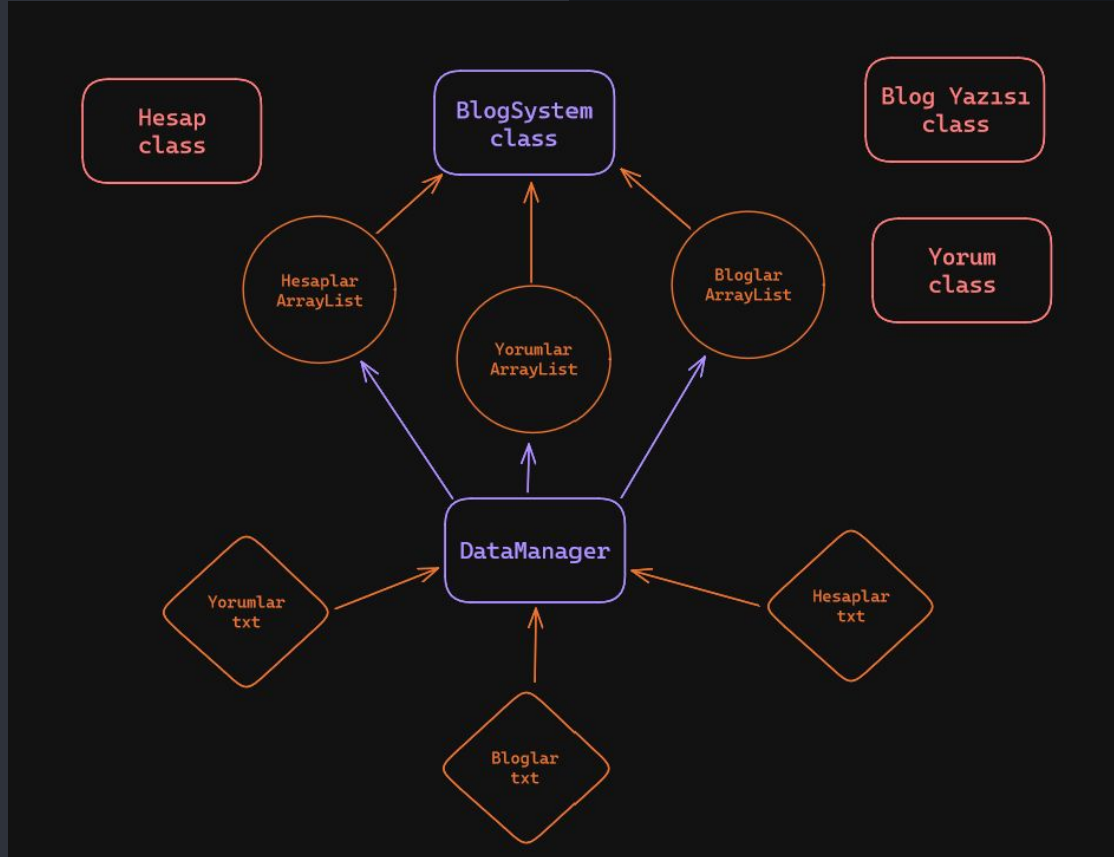 Hesap
class
BlogSystem
class
Blog Yazısı
class
Yorum
class
Hesaplar
ArrayList
Yorumlar
ArrayList
Bloglar
ArrayList
DataManager
Yorumlar
txt
Hesaplar
txt
Bloglar
txt